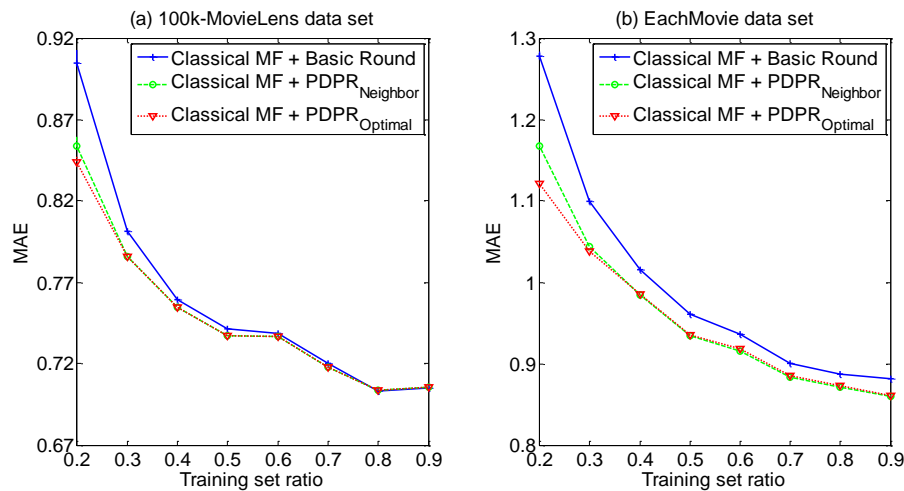 (a) 100k-MovieLens data set
0.92
0.87
0.82
0.77
0.72
0.67
MAE
Classical MF + Basic Round
Classical MF + PDPR_Neighbor
Classical MF + PDPR_Optimal
0.2 0.3 0.4 0.5 0.6 0.7 0.8 0.9
Training set ratio
(b) EachMovie data set
1.3
1.2
1.1
1
0.9
0.8
MAE
Classical MF + Basic Round
Classical MF + PDPR_Neighbor
Classical MF + PDPR_Optimal
0.2 0.3 0.4 0.5 0.6 0.7 0.8 0.9
Training set ratio